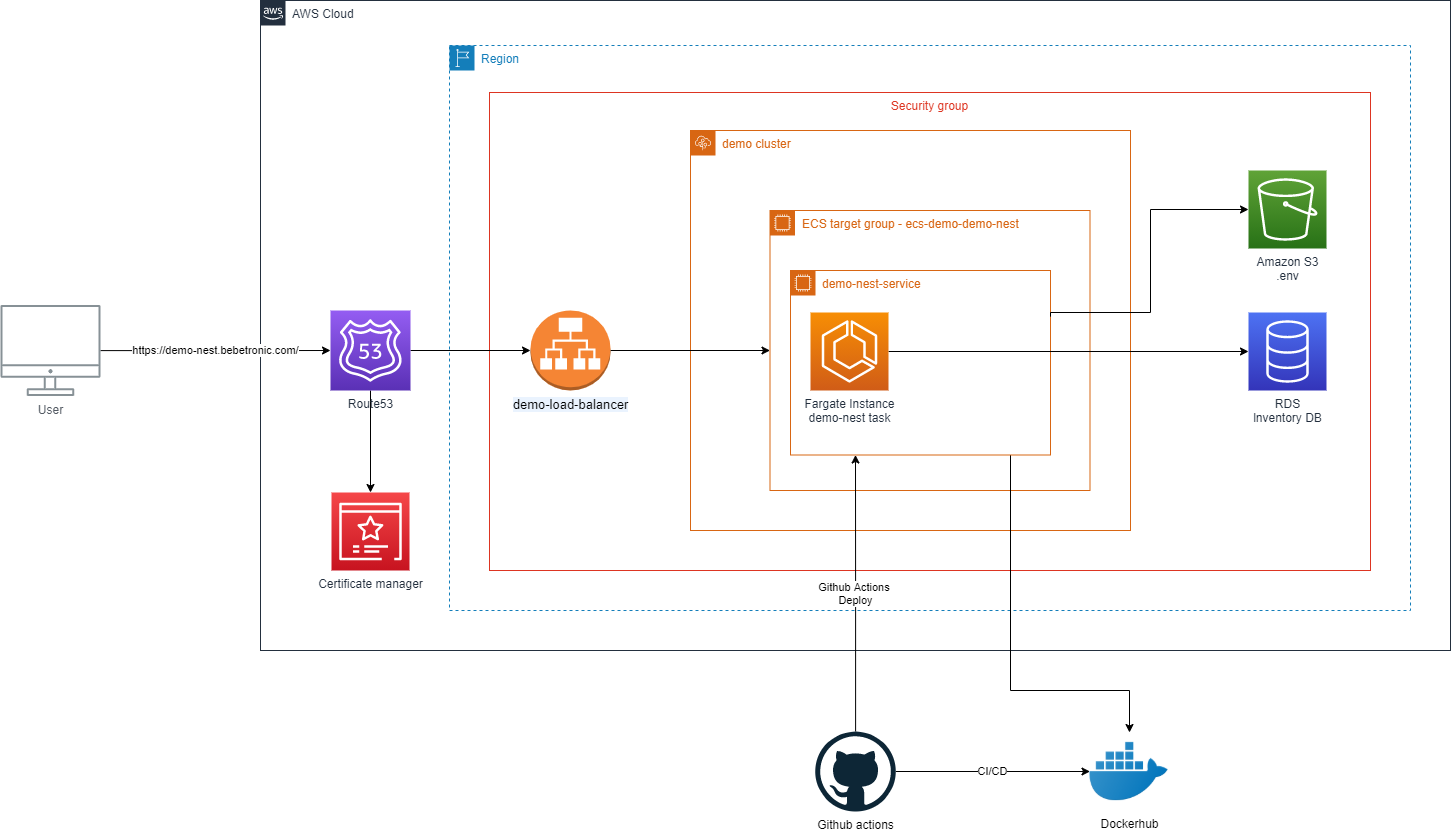 aws
AWS Cloud
Region
Security group
demo cluster
ECS target group - ecs-demo-demo-nest
demo-nest-service
Amazon S3
.env
https://demo-nest.bebetronic.com/
53
User
Route53
demo-load-balancer
Fargate Instance
demo-nest task
RDS
Inventory DB
Certificate manager
Github Actions
Deploy
CI/CD
Github actions
Dockerhub